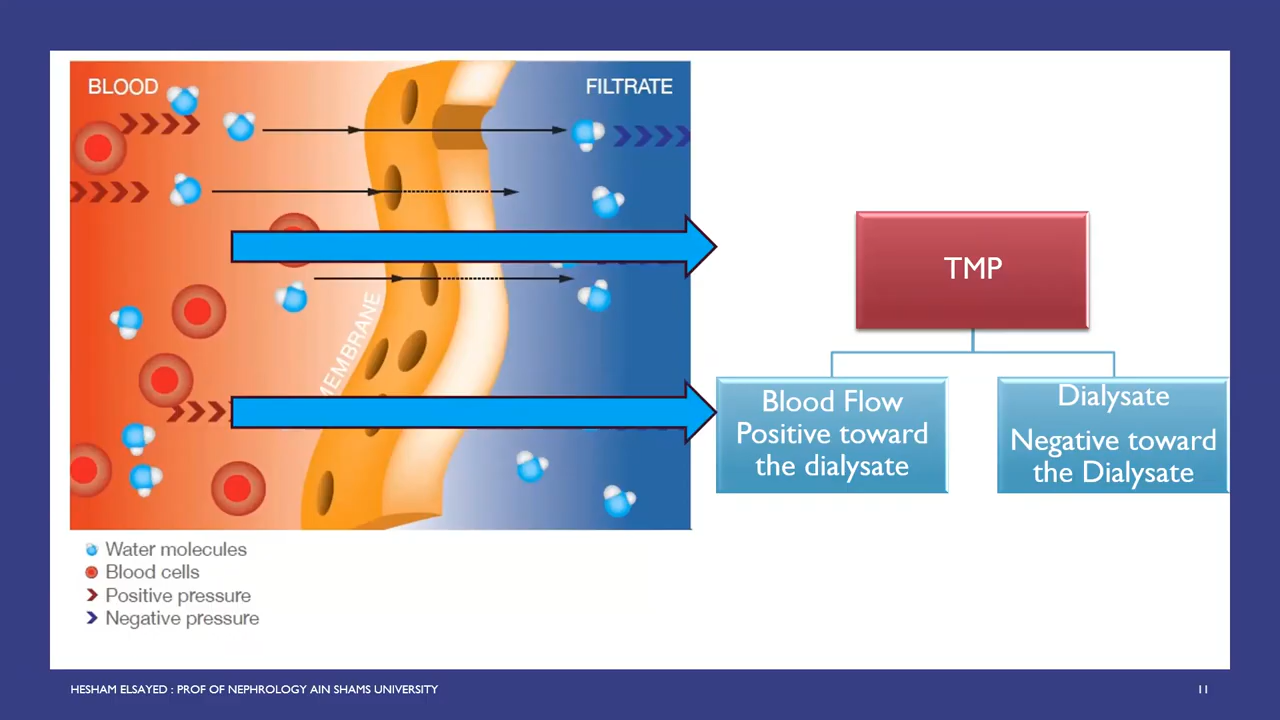 BLOOD
FILTRATE
MEMBRANE
Water molecules
Blood cells
Positive pressure
Negative pressure
TMP
Blood Flow
Positive toward
the dialysate
Dialysate
Negative toward
the Dialysate
HESHAM ELSAYED : PROF OF NEPHROLOGY AIN SHAMS UNIVERSITY
11